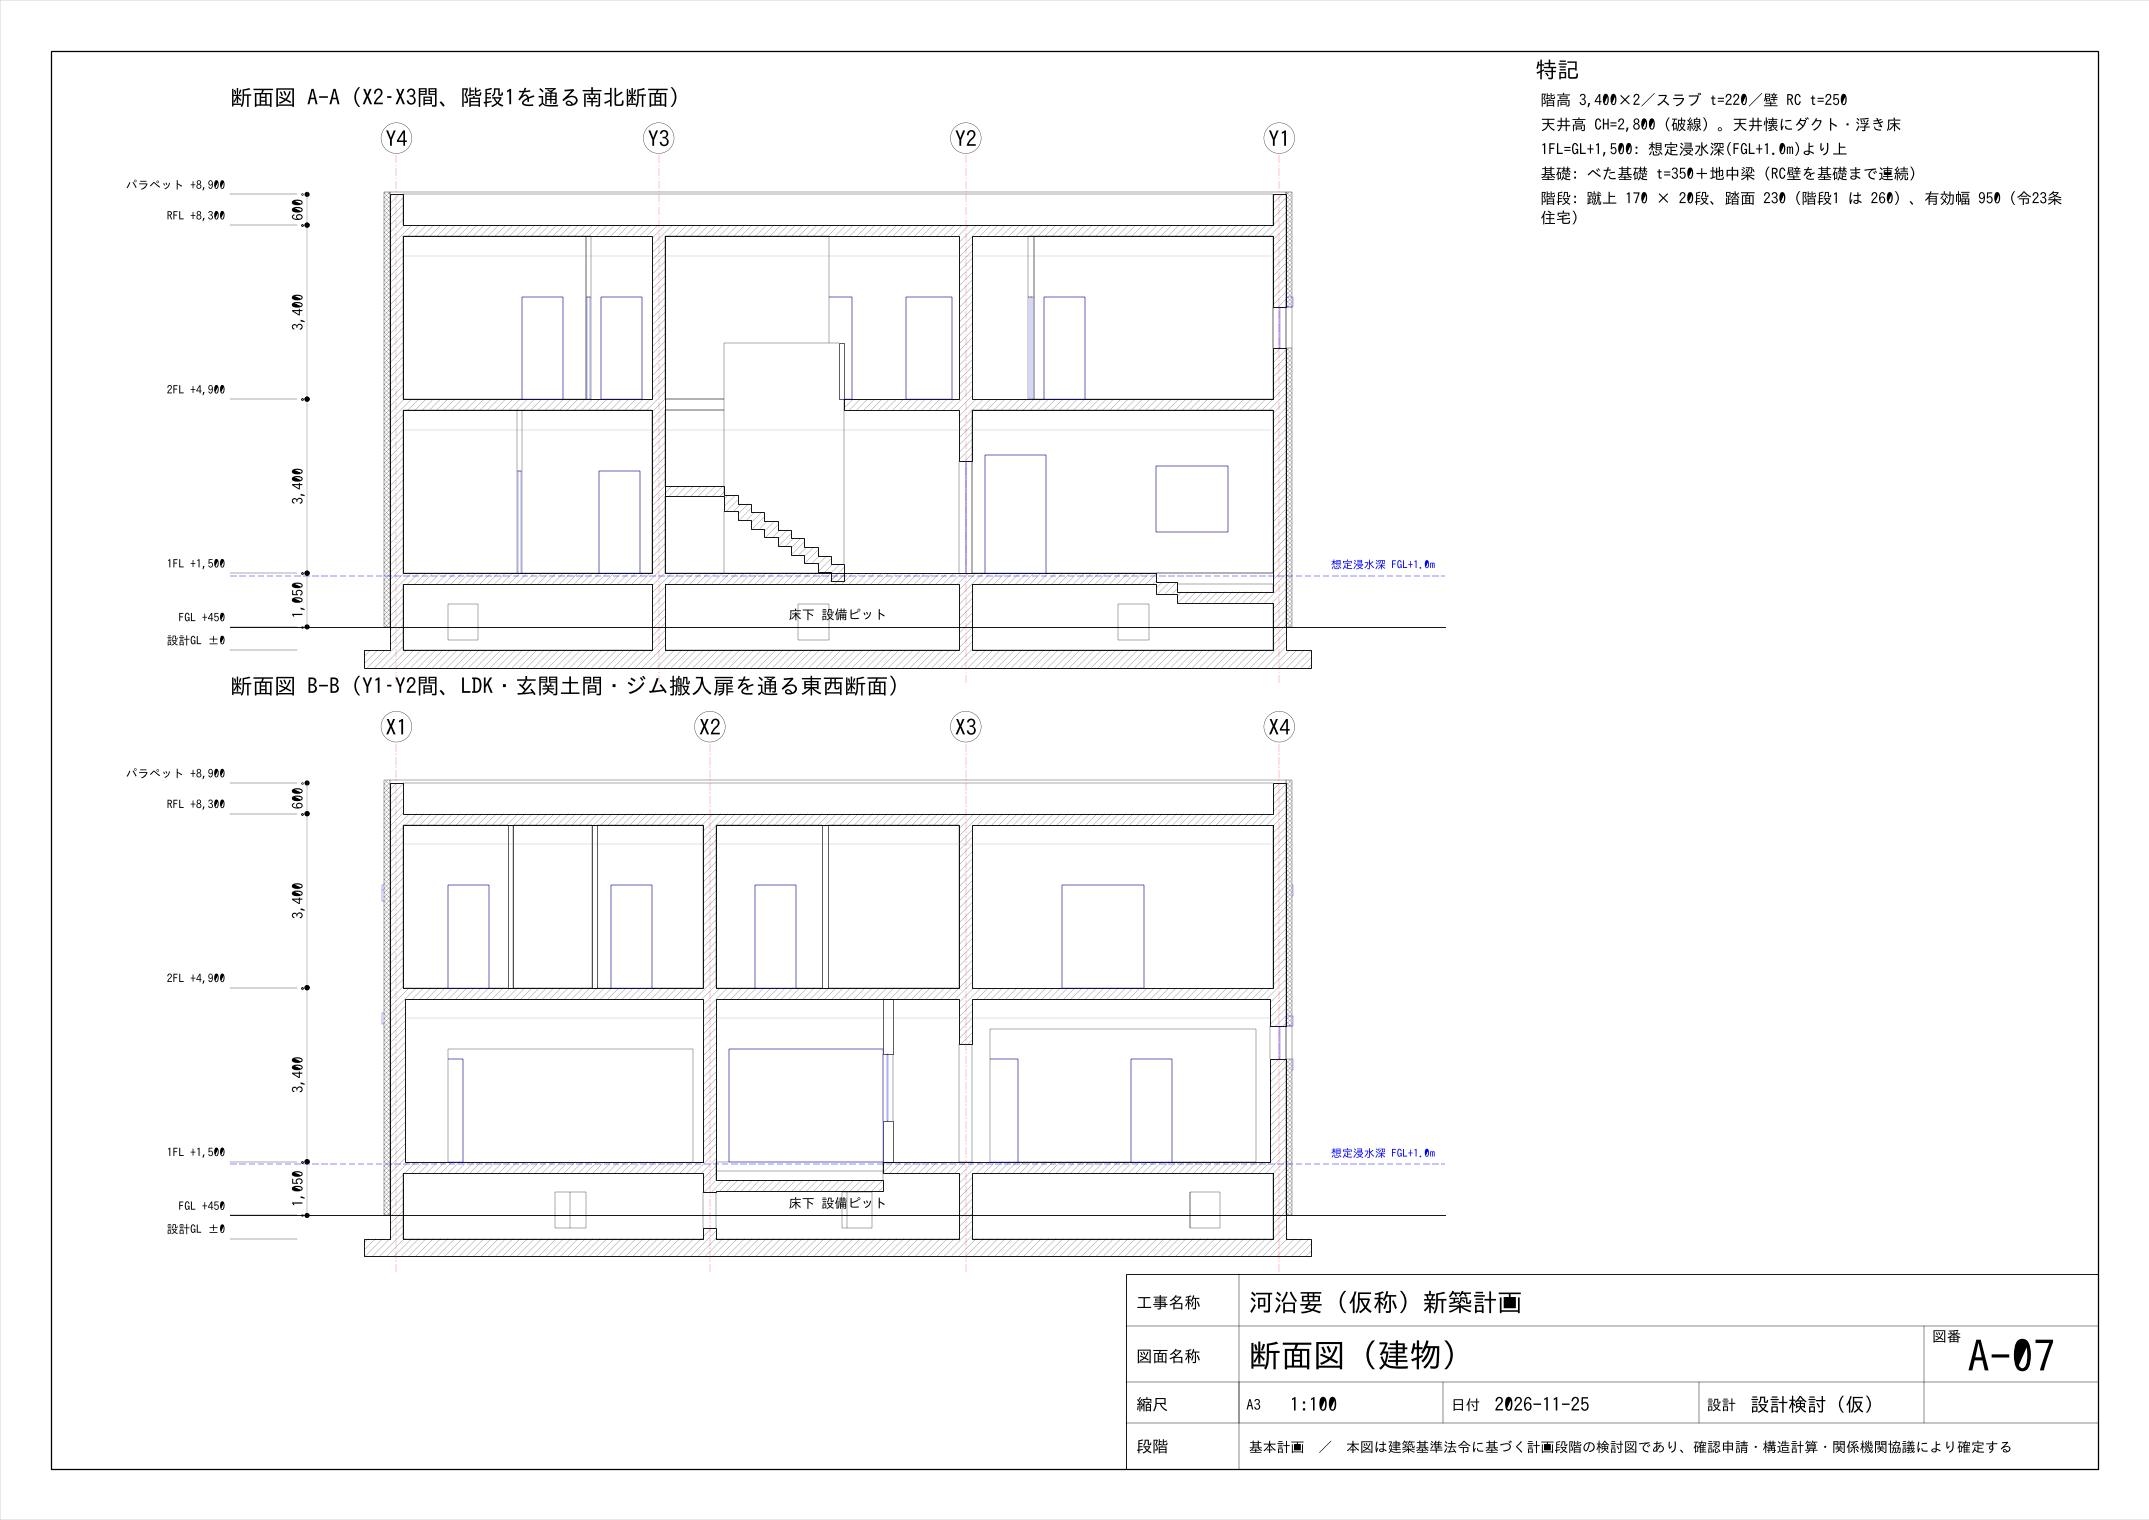 特記
階高 3,400×2／スラブ t=220／壁 RC t=250
天井高 CH=2,800（破線）。天井懐にダクト・浮き床
1FL=GL+1,500: 想定浸水深(FGL+1.0m)より上
基礎: べた基礎 t=350＋地中梁（RC壁を基礎まで連続）
階段: 蹴上 170 × 20段、踏面 230（階段1 は 260）、有効幅 950（令23条
住宅）
断面図 A−A（X2-X3間、階段1を通る南北断面）
Y4 Y3 Y2 Y1
パラペット +8,900
600
RFL +8,300
3,400
2FL +4,900
3,400
1FL +1,500
想定浸水深 FGL+1.0m
1,050
床下 設備ピット
FGL +450
設計GL ±0
断面図 B−B（Y1-Y2間、LDK・玄関土間・ジム搬入扉を通る東西断面）
X1 X2 X3 X4
パラペット +8,900
600
RFL +8,300
3,400
2FL +4,900
3,400
1FL +1,500
想定浸水深 FGL+1.0m
1,050
床下 設備ピット
FGL +450
設計GL ±0
工事名称 河沿要（仮称）新築計画
図面名称 断面図（建物） 図番 A−07
縮尺 A3 1:100 日付 2026−11−25 設計 設計検討（仮）
段階 基本計画 ／ 本図は建築基準法令に基づく計画段階の検討図であり、確認申請・構造計算・関係機関協議により確定する